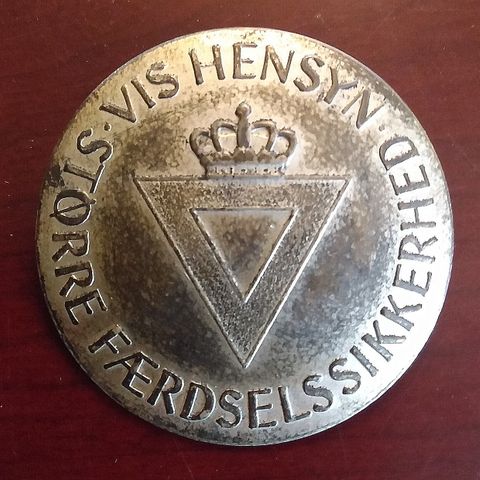 VIS HENSYN
STØRRE FÆRDSELSSIKKERHED